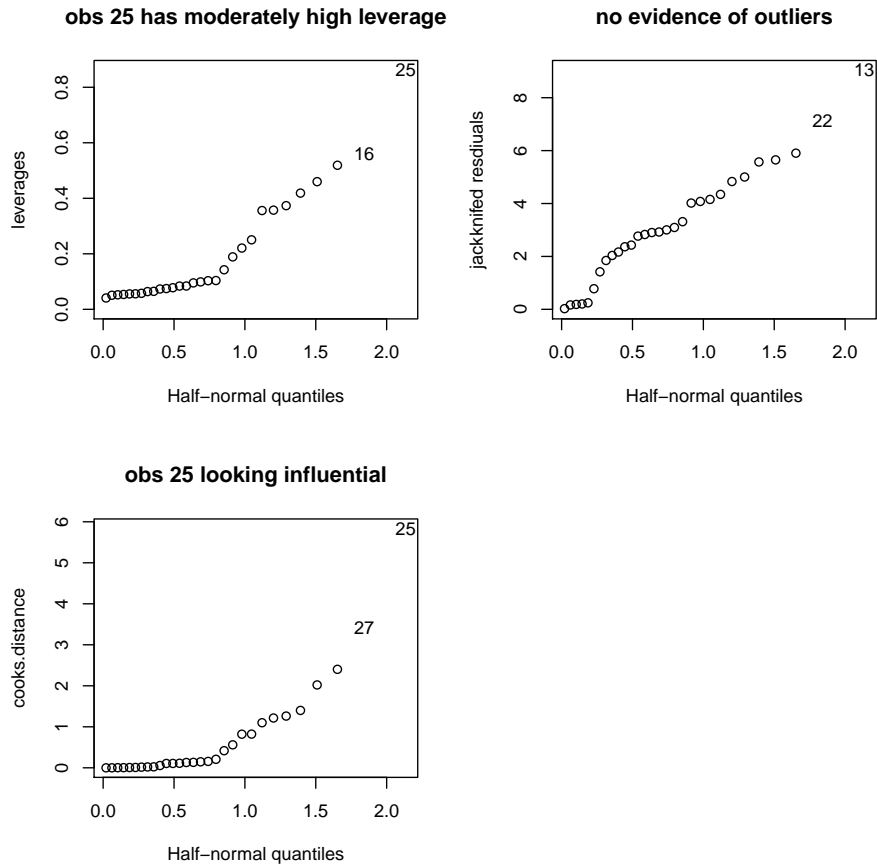 obs 25 has moderately high leverage
25
16
leverages
0.0 0.2 0.4 0.6 0.8
0.0 0.5 1.0 1.5 2.0
Half−normal quantiles
no evidence of outliers
13
22
jackknifed resdiuals
0 2 4 6 8
0.0 0.5 1.0 1.5 2.0
Half−normal quantiles
obs 25 looking influential
25
27
cooks.distance
0 1 2 3 4 5 6
0.0 0.5 1.0 1.5 2.0
Half−normal quantiles